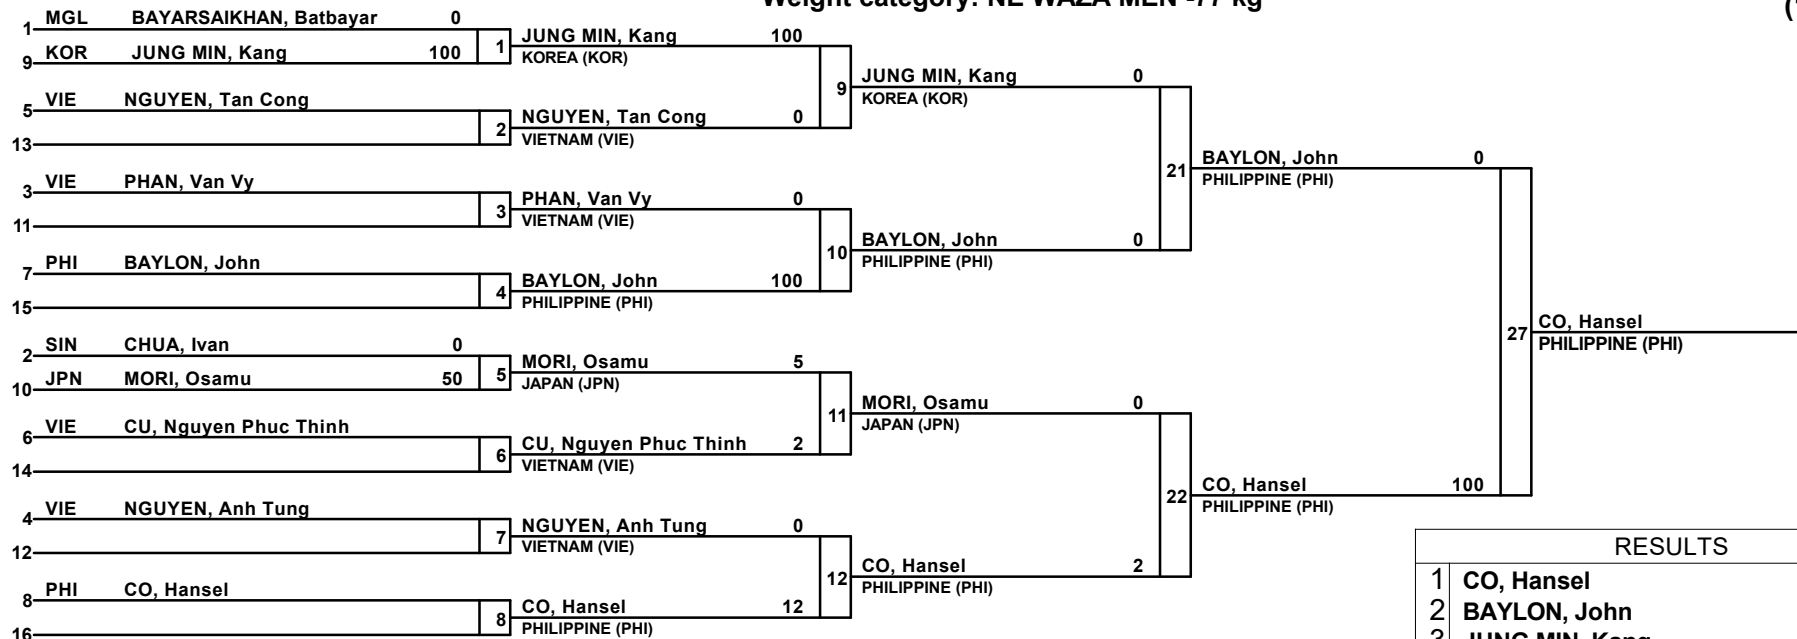 Weight category: NE WAZA MEN -77 kg
1 MGL BAYARSAIKHAN, Batbayar 0
9 KOR JUNG MIN, Kang 100
1 JUNG MIN, Kang 100
KOREA (KOR)
5 VIE NGUYEN, Tan Cong
13
2 NGUYEN, Tan Cong 0
VIETNAM (VIE)
9 JUNG MIN, Kang 0
KOREA (KOR)
3 VIE PHAN, Van Vy
11
3 PHAN, Van Vy 0
VIETNAM (VIE)
7 PHI BAYLON, John
15
4 BAYLON, John 100
PHILIPPINE (PHI)
10 BAYLON, John 0
PHILIPPINE (PHI)
21 BAYLON, John 0
PHILIPPINE (PHI)
2 SIN CHUA, Ivan 0
10 JPN MORI, Osamu 50
5 MORI, Osamu 5
JAPAN (JPN)
6 VIE CU, Nguyen Phuc Thinh
14
6 CU, Nguyen Phuc Thinh 2
VIETNAM (VIE)
11 MORI, Osamu 0
JAPAN (JPN)
4 VIE NGUYEN, Anh Tung
12
7 NGUYEN, Anh Tung 0
VIETNAM (VIE)
8 PHI CO, Hansel
16
8 CO, Hansel 12
PHILIPPINE (PHI)
12 CO, Hansel 2
PHILIPPINE (PHI)
22 CO, Hansel 100
PHILIPPINE (PHI)
27 CO, Hansel
PHILIPPINE (PHI)
RESULTS
1 CO, Hansel
2 BAYLON, John
3 JUNG MIN, Kang